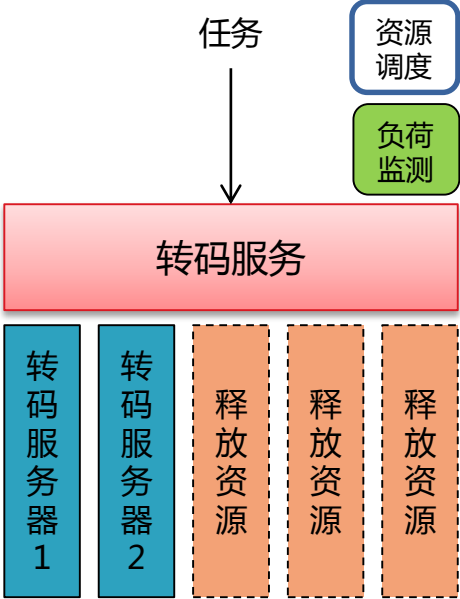 任务
资源
调度
负荷
监测
转码服务
转码服务器1
转码服务器2
释放资源
释放资源
释放资源